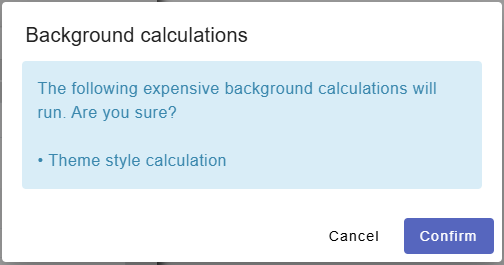 Background calculations
The following expensive background calculations will
run. Are you sure?
• Theme style calculation
Cancel
Confirm